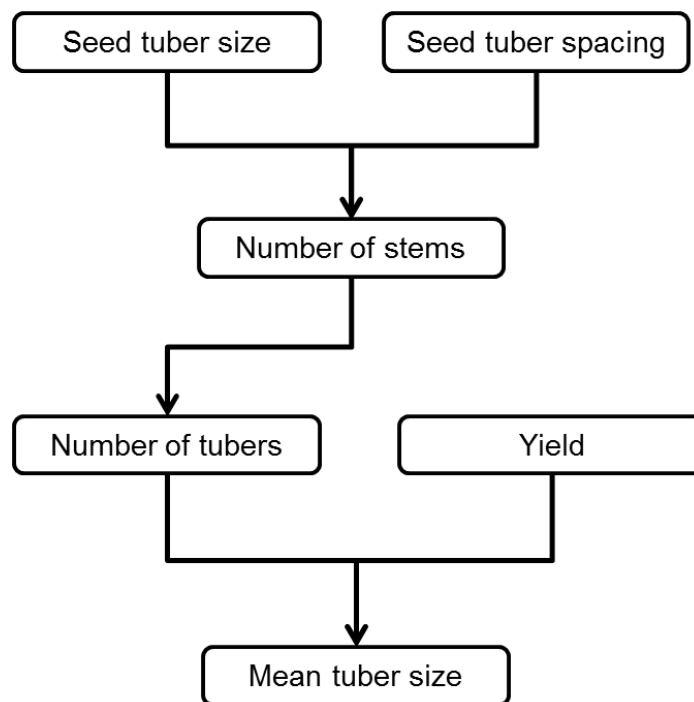 Seed tuber size
Seed tuber spacing
Number of stems
Number of tubers
Yield
Mean tuber size